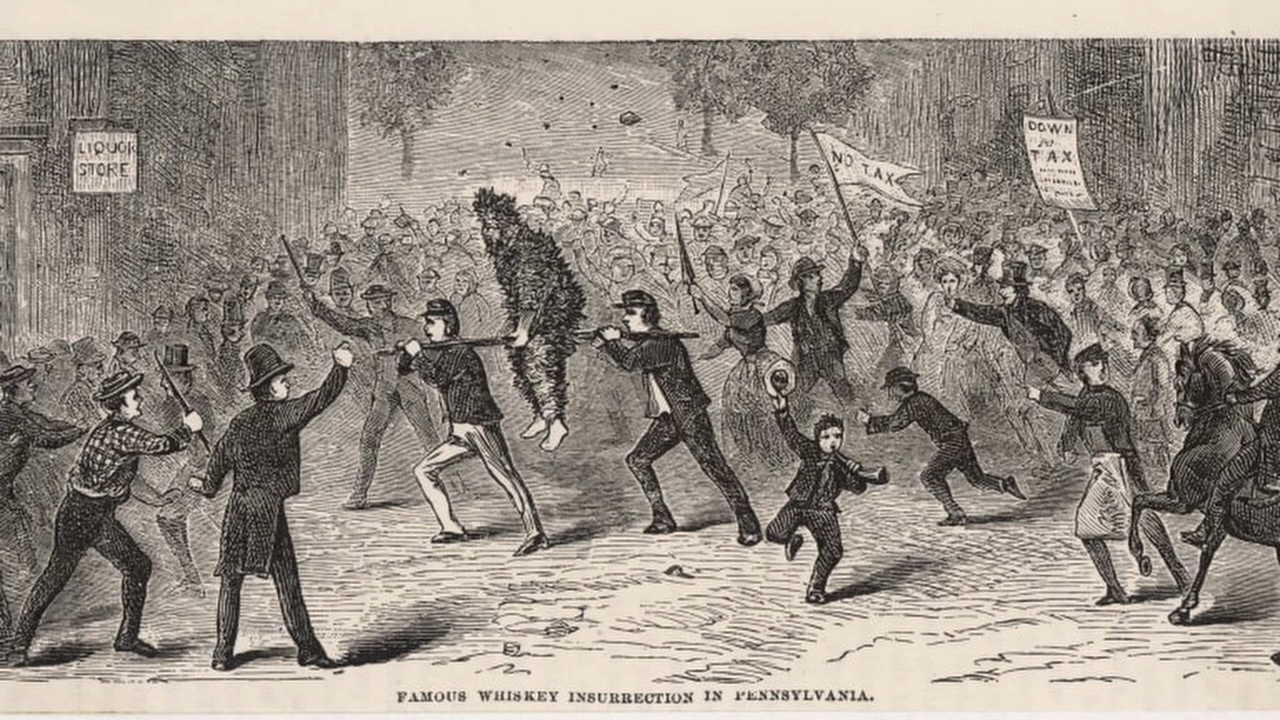 LIQUOR
STORE
NO TAX
DOWN
TAX
FAMOUS WHISKEY INSURRECTION IN PENNSYLVANIA.